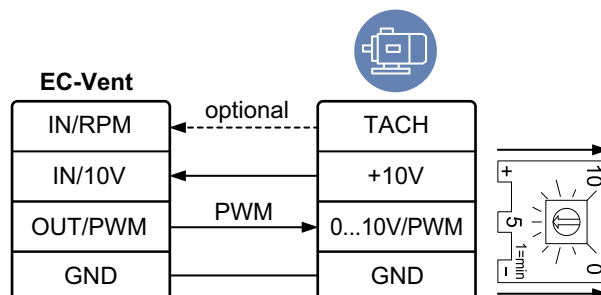 EC-Vent
IN/RPM
optional
TACH
IN/10V
+10V
OUT/PWM
PWM
0...10V/PWM
GND
GND
+
-
10
5
0
1=min